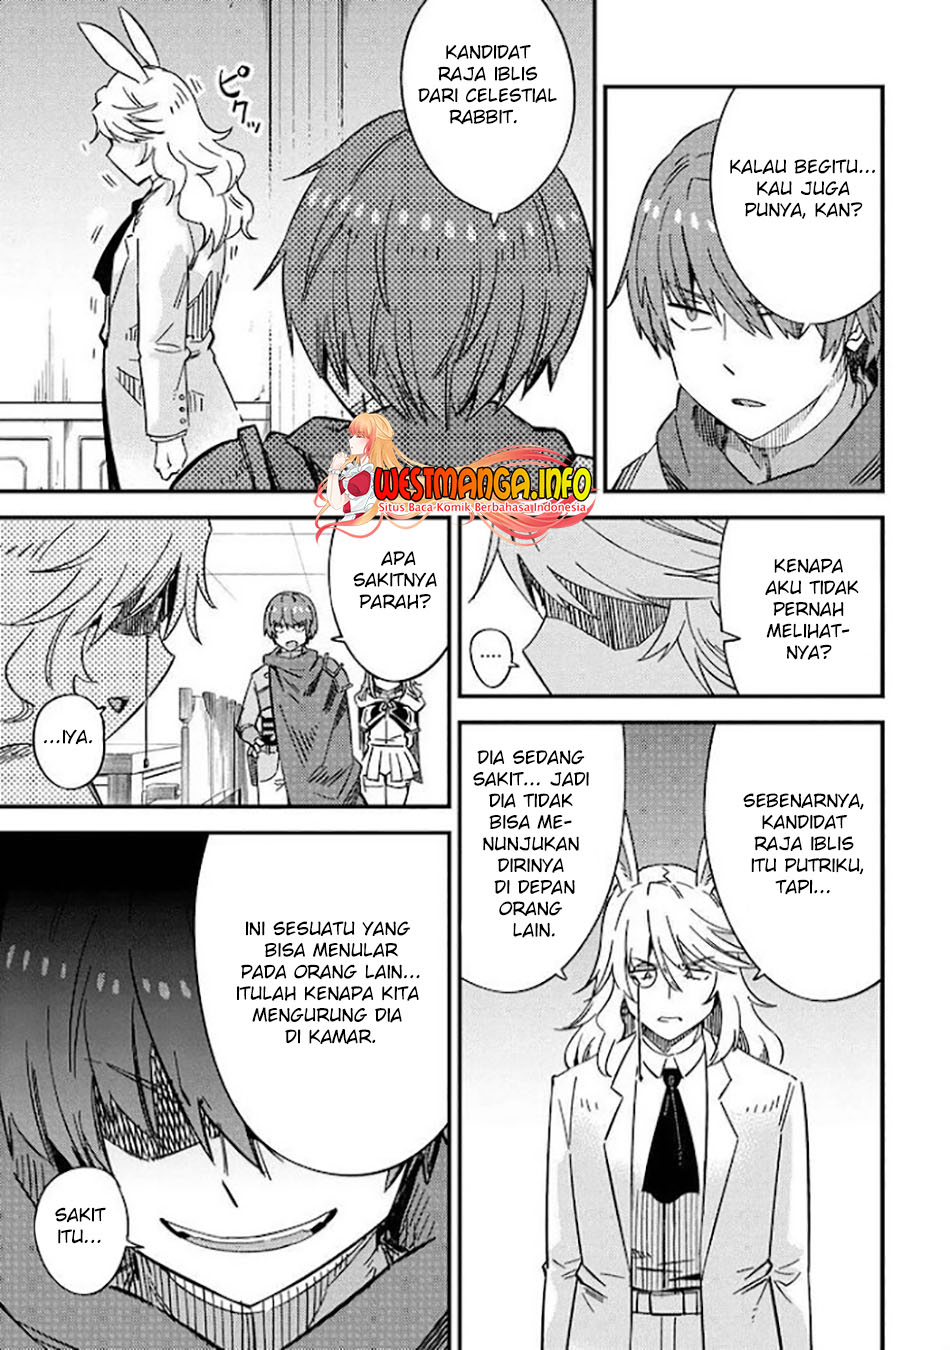 KALAU BEGITU...
KAU JUGA
PUNYA, KAN?
KANDIDAT
RAJA IBLIS
DARI CELESTIAL
RABBIT.
ピクッ
KENAPA
AKU TIDAK
PERNAH
MELIHAT-
NYA?
....
APA
SAKITNYA
PARAH?
...IYA.
WESTMANGA.INFO
Situs Baca Komik Berbahasa Indonesia
SEBENARNYA,
KANDIDAT
RAJA IBLIS
ITU PUTRIKU,
TAPI...
DIA SEDANG
SAKIT... JADI
DIA TIDAK
BISA ME-
NUNJUKAN
DIRINYA
DI DEPAN
ORANG
LAIN.
INI SESUATU YANG
BISA MENULAR
PADA ORANG LAIN...
ITULAH KENAPA KITA
MENGURUNG DIA
DI KAMAR.
SAKIT
ITU...